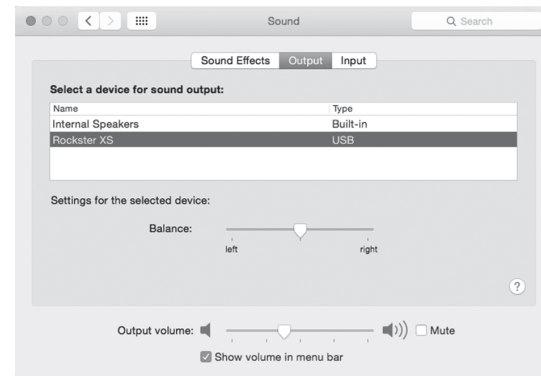 Sound
Search
Sound Effects Output Input
Select a device for sound output:
Name Type
Internal Speakers Built-in
Rockster XS USB
Settings for the selected device:
Balance:
left right
?
Output volume: Mute
Show volume in menu bar